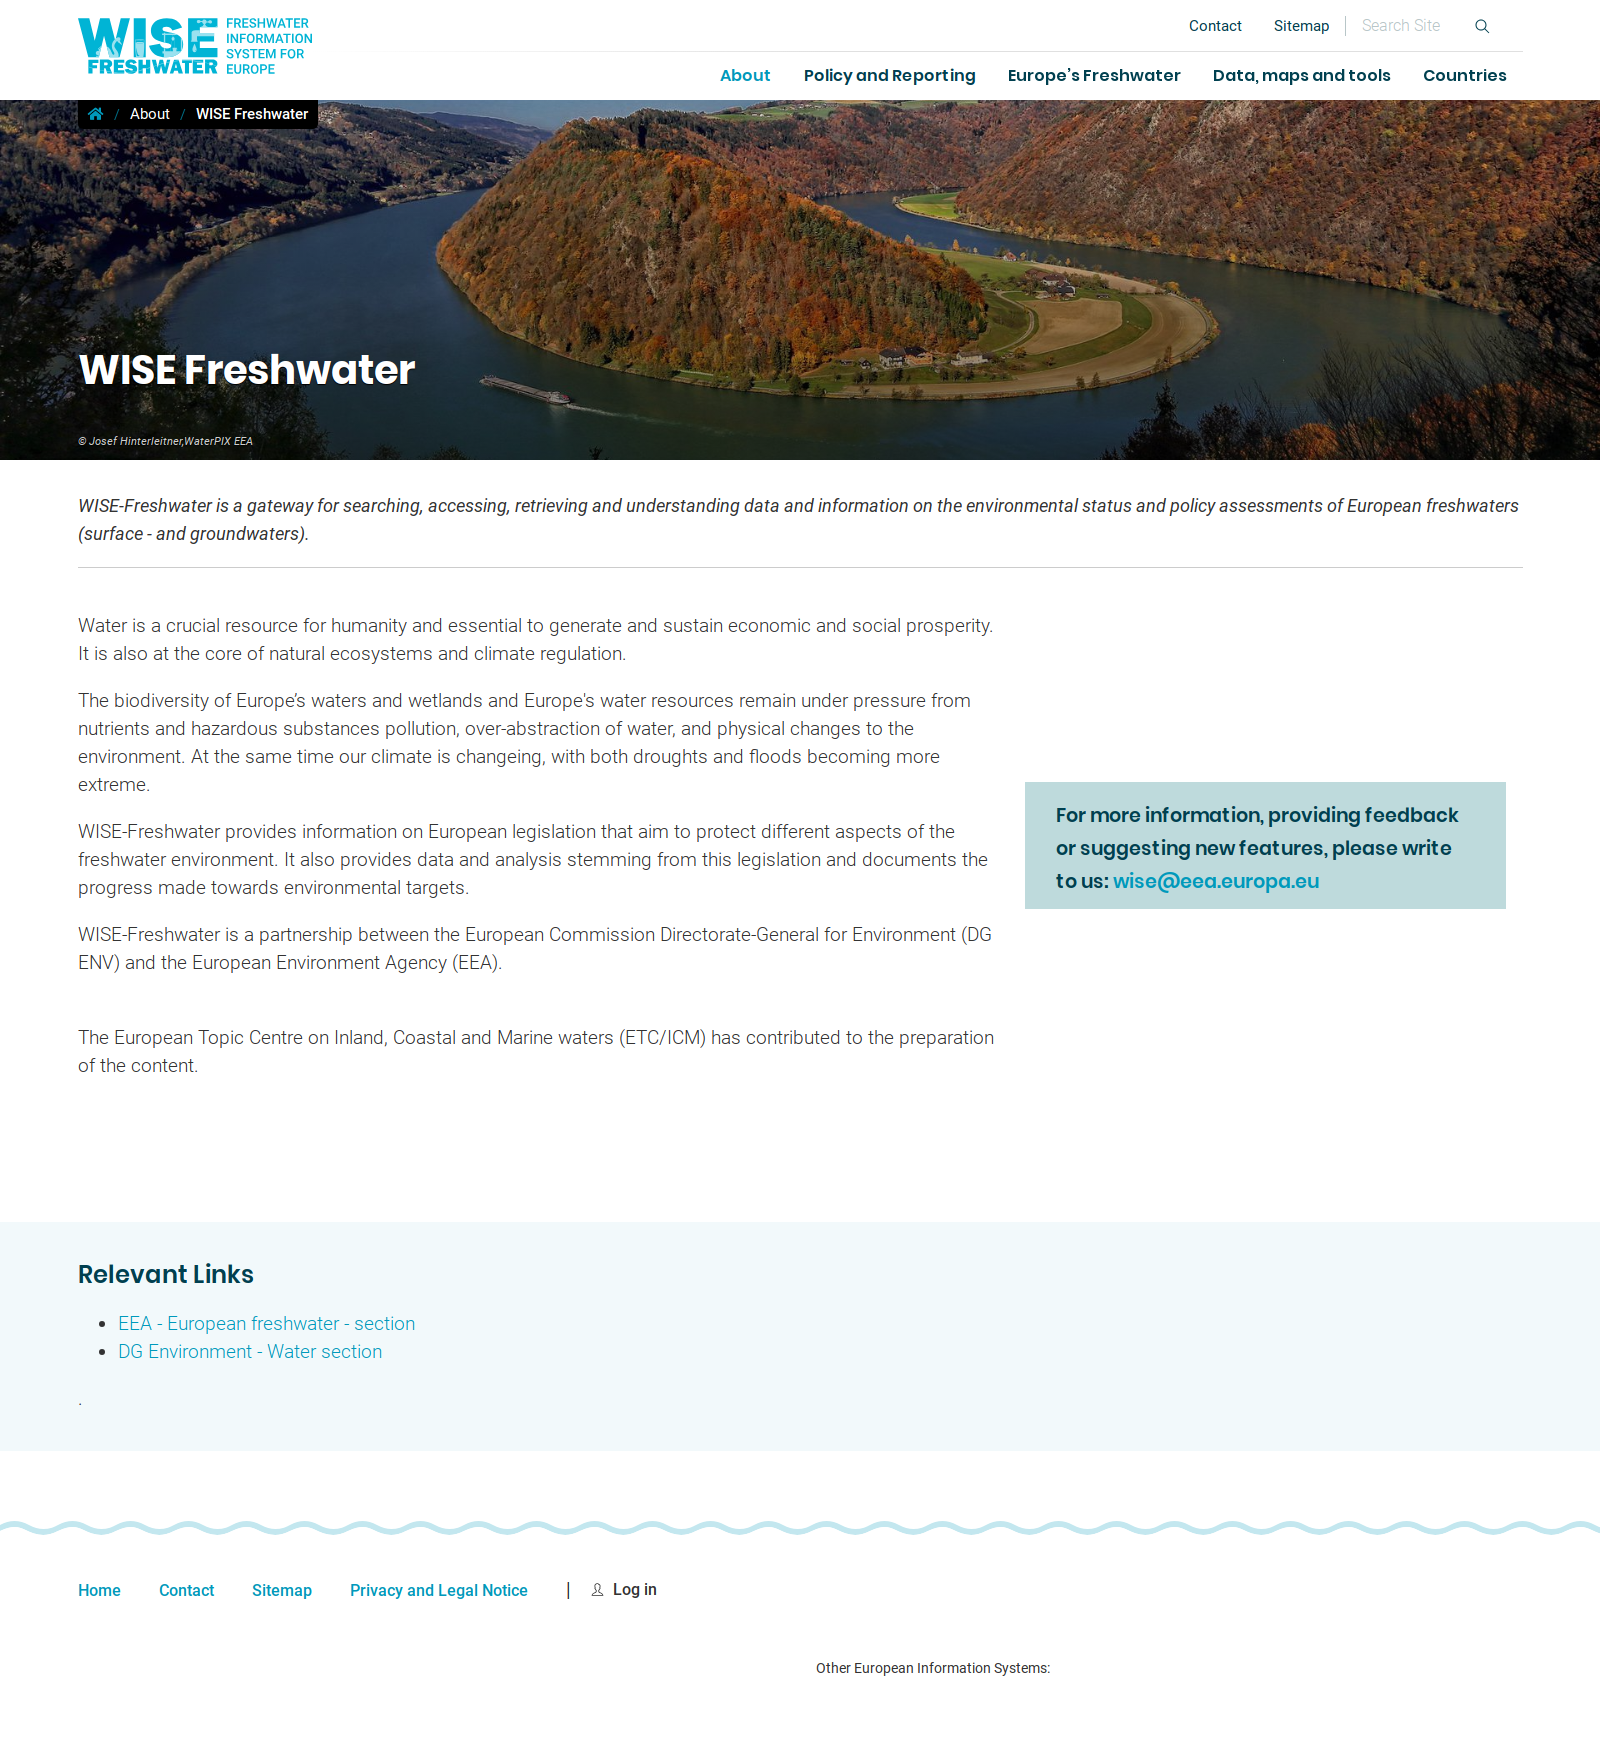 WISE
FRESHWATER
FRESHWATER
INFORMATION
SYSTEM FOR
EUROPE
Contact
Sitemap
Search Site
About
Policy and Reporting
Europe’s Freshwater
Data, maps and tools
Countries
/ About / WISE Freshwater
WISE Freshwater
© Josef Hinterleitner,WaterPIX EEA
WISE-Freshwater is a gateway for searching, accessing, retrieving and understanding data and information on the environmental status and policy assessments of European freshwaters
(surface - and groundwaters).
Water is a crucial resource for humanity and essential to generate and sustain economic and social prosperity.
It is also at the core of natural ecosystems and climate regulation.
The biodiversity of Europe’s waters and wetlands and Europe's water resources remain under pressure from
nutrients and hazardous substances pollution, over-abstraction of water, and physical changes to the
environment. At the same time our climate is changeing, with both droughts and floods becoming more
extreme.
WISE-Freshwater provides information on European legislation that aim to protect different aspects of the
freshwater environment. It also provides data and analysis stemming from this legislation and documents the
progress made towards environmental targets.
WISE-Freshwater is a partnership between the European Commission Directorate-General for Environment (DG
ENV) and the European Environment Agency (EEA).
The European Topic Centre on Inland, Coastal and Marine waters (ETC/ICM) has contributed to the preparation
of the content.
For more information, providing feedback
or suggesting new features, please write
to us: wise@eea.europa.eu
Relevant Links
• EEA - European freshwater - section
• DG Environment - Water section
.
Home
Contact
Sitemap
Privacy and Legal Notice
| Log in
Other European Information Systems: